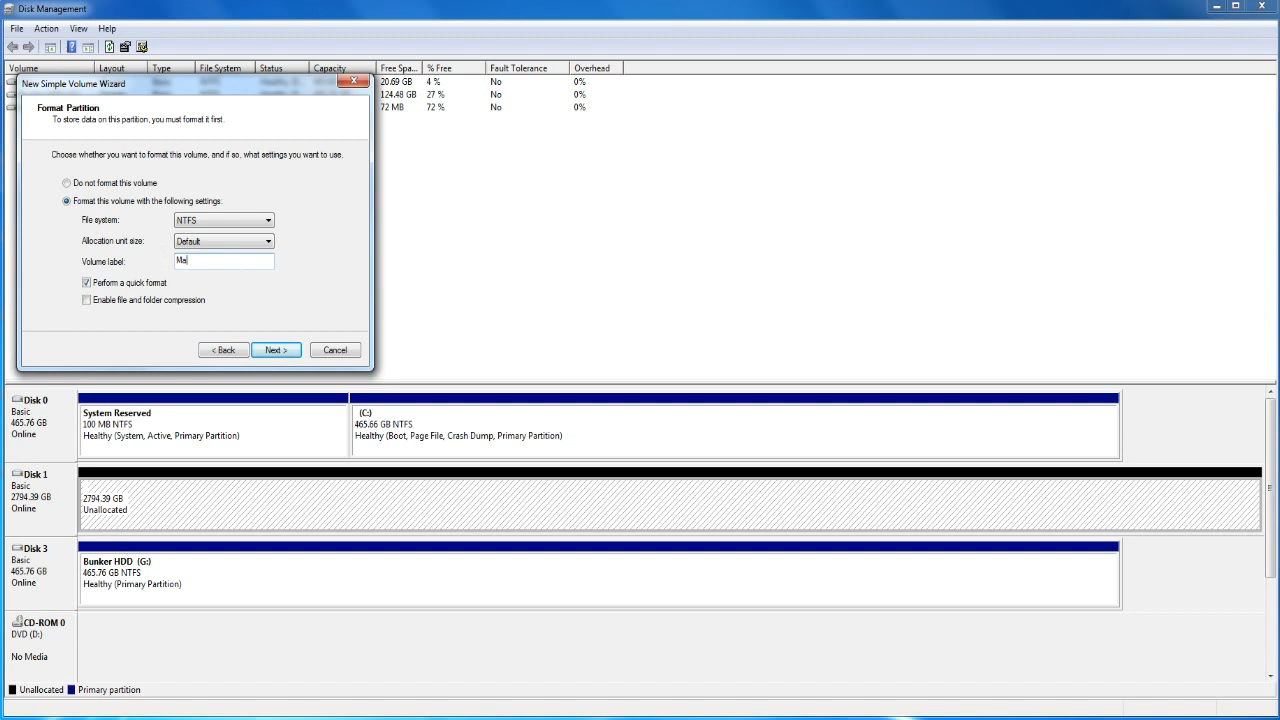 Disk Management
File Action View Help
Volume Layout Type File System Status Capacity Free Spa... % Free Fault Tolerance Overhead
20.69 GB 4 % No 0%
124.48 GB 27 % No 0%
72 MB 72 % No 0%
New Simple Volume Wizard
Format Partition
To store data on this partition, you must format it first.
Choose whether you want to format this volume, and if so, what settings you want to use.
Do not format this volume
Format this volume with the following settings:
File system: NTFS
Allocation unit size: Default
Volume label: Ma
Perform a quick format
Enable file and folder compression
< Back Next > Cancel
Disk 0
Basic
465.76 GB
Online
System Reserved
100 MB NTFS
Healthy (System, Active, Primary Partition)
(C:)
465.66 GB NTFS
Healthy (Boot, Page File, Crash Dump, Primary Partition)
Disk 1
Basic
2794.39 GB
Online
2794.39 GB
Unallocated
Disk 3
Basic
465.76 GB
Online
Bunker HDD (G:)
465.76 GB NTFS
Healthy (Primary Partition)
CD-ROM 0
DVD (D:)
No Media
Unallocated Primary partition